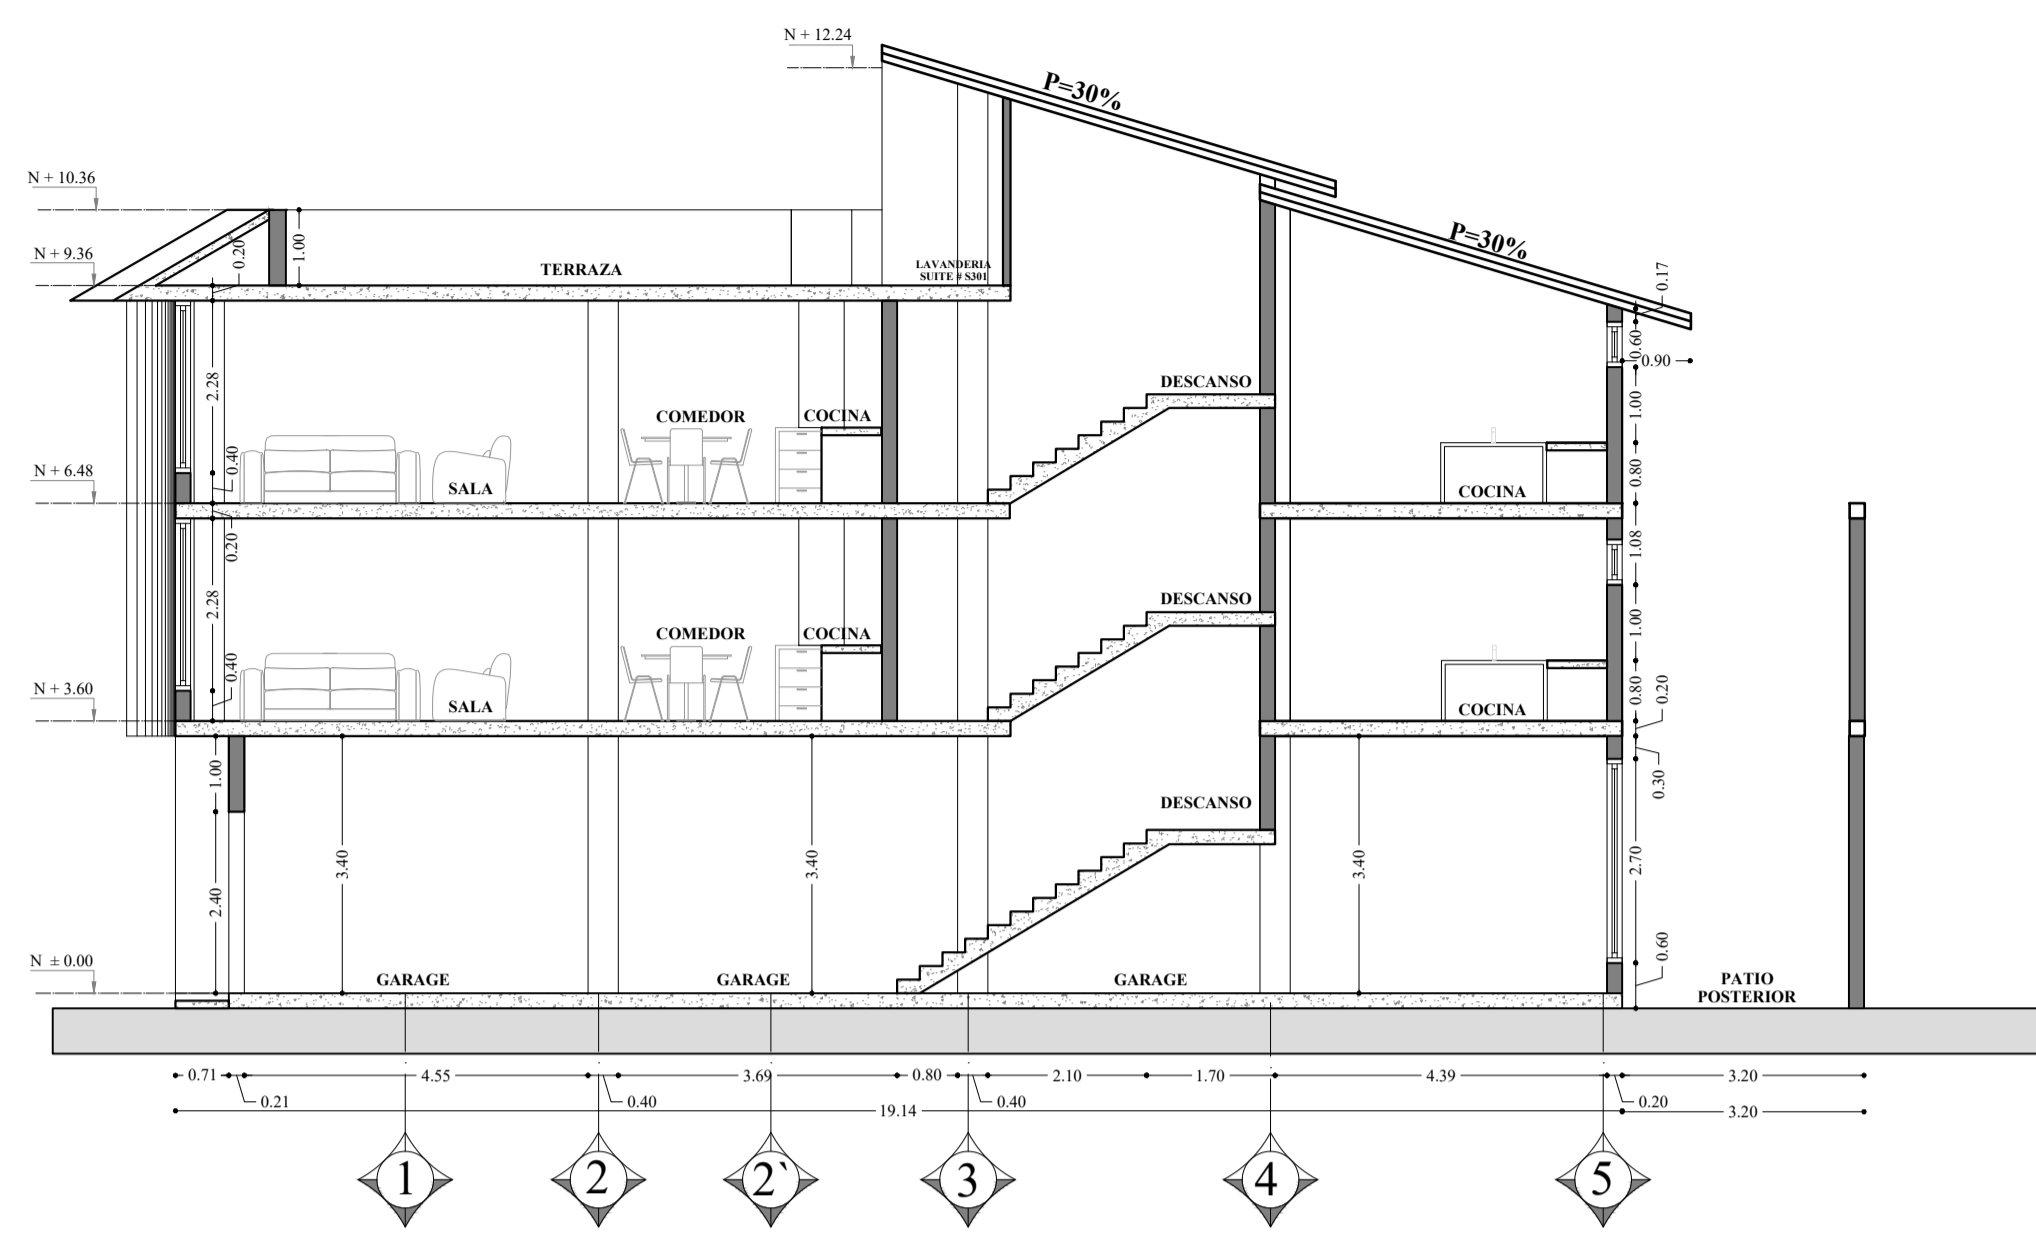 N + 12.24
P=30%
N + 10.36
N + 9.36
0.20
1.00
TERRAZA
LAVANDERIA
SUITE # S301
P=30%
0.17
0.60
0.90
2.28
DESCANSO
1.00
COMEDOR
COCINA
0.40
N + 6.48
SALA
COCINA
0.80
0.20
1.08
2.28
DESCANSO
1.00
COMEDOR
COCINA
0.40
N + 3.60
SALA
COCINA
0.80
0.20
1.00
0.30
DESCANSO
3.40
3.40
3.40
2.70
2.40
0.60
N ± 0.00
GARAGE
GARAGE
GARAGE
PATIO
POSTERIOR
0.71
4.55
3.69
0.80
2.10
1.70
4.39
3.20
0.21
0.40
0.40
0.20
19.14
3.20
1
2
2`
3
4
5